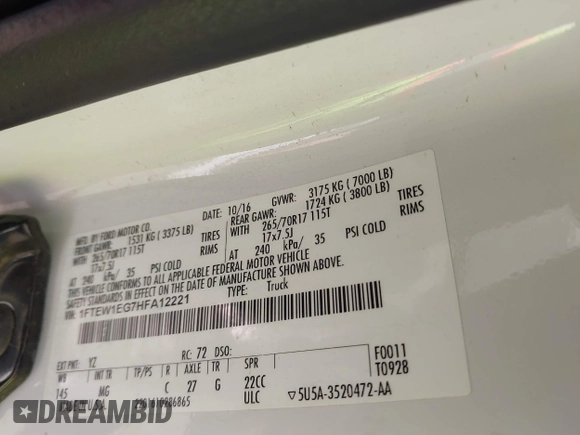 MFD. BY FORD MOTOR CO.
DATE: 10/16 GVWR: 3175 KG ( 7000 LB)
FRONT GAWR: 1531 KG ( 3375 LB) REAR GAWR: 1724 KG ( 3800 LB)
WITH 265/70R17 115T TIRES WITH 265/70R17 115T TIRES
17x7.5J RIMS 17x7.5J RIMS
AT 240 kPa/ 35 PSI COLD AT 240 kPa/ 35 PSI COLD
THIS VEHICLE CONFORMS TO ALL APPLICABLE FEDERAL MOTOR VEHICLE
SAFETY STANDARDS IN EFFECT ON THE DATE OF MANUFACTURE SHOWN ABOVE.
VIN: 1FTEW1EG7HFA12221 TYPE: Truck
EXT PNT: YZ RC: 72 DSO: F0011
WB INT TR TP/PS R AXLE TR SPR T0928
145 MG C 27 G 22CC
ULC 5U5A-3520472-AA
DREAMBID